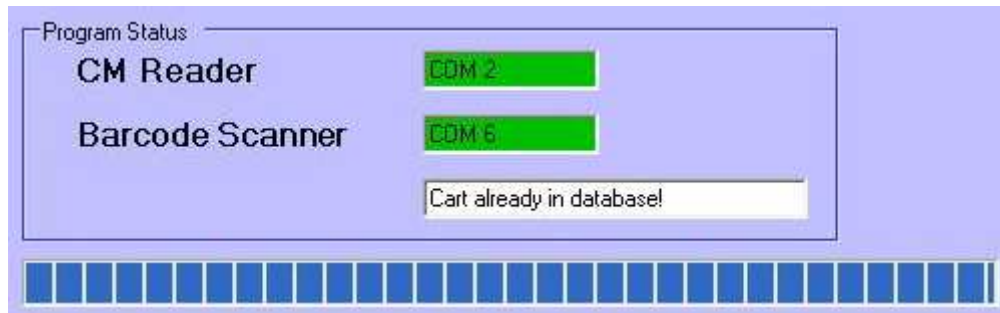 Program Status
CM Reader COM 2
Barcode Scanner COM 6
Cart already in database!